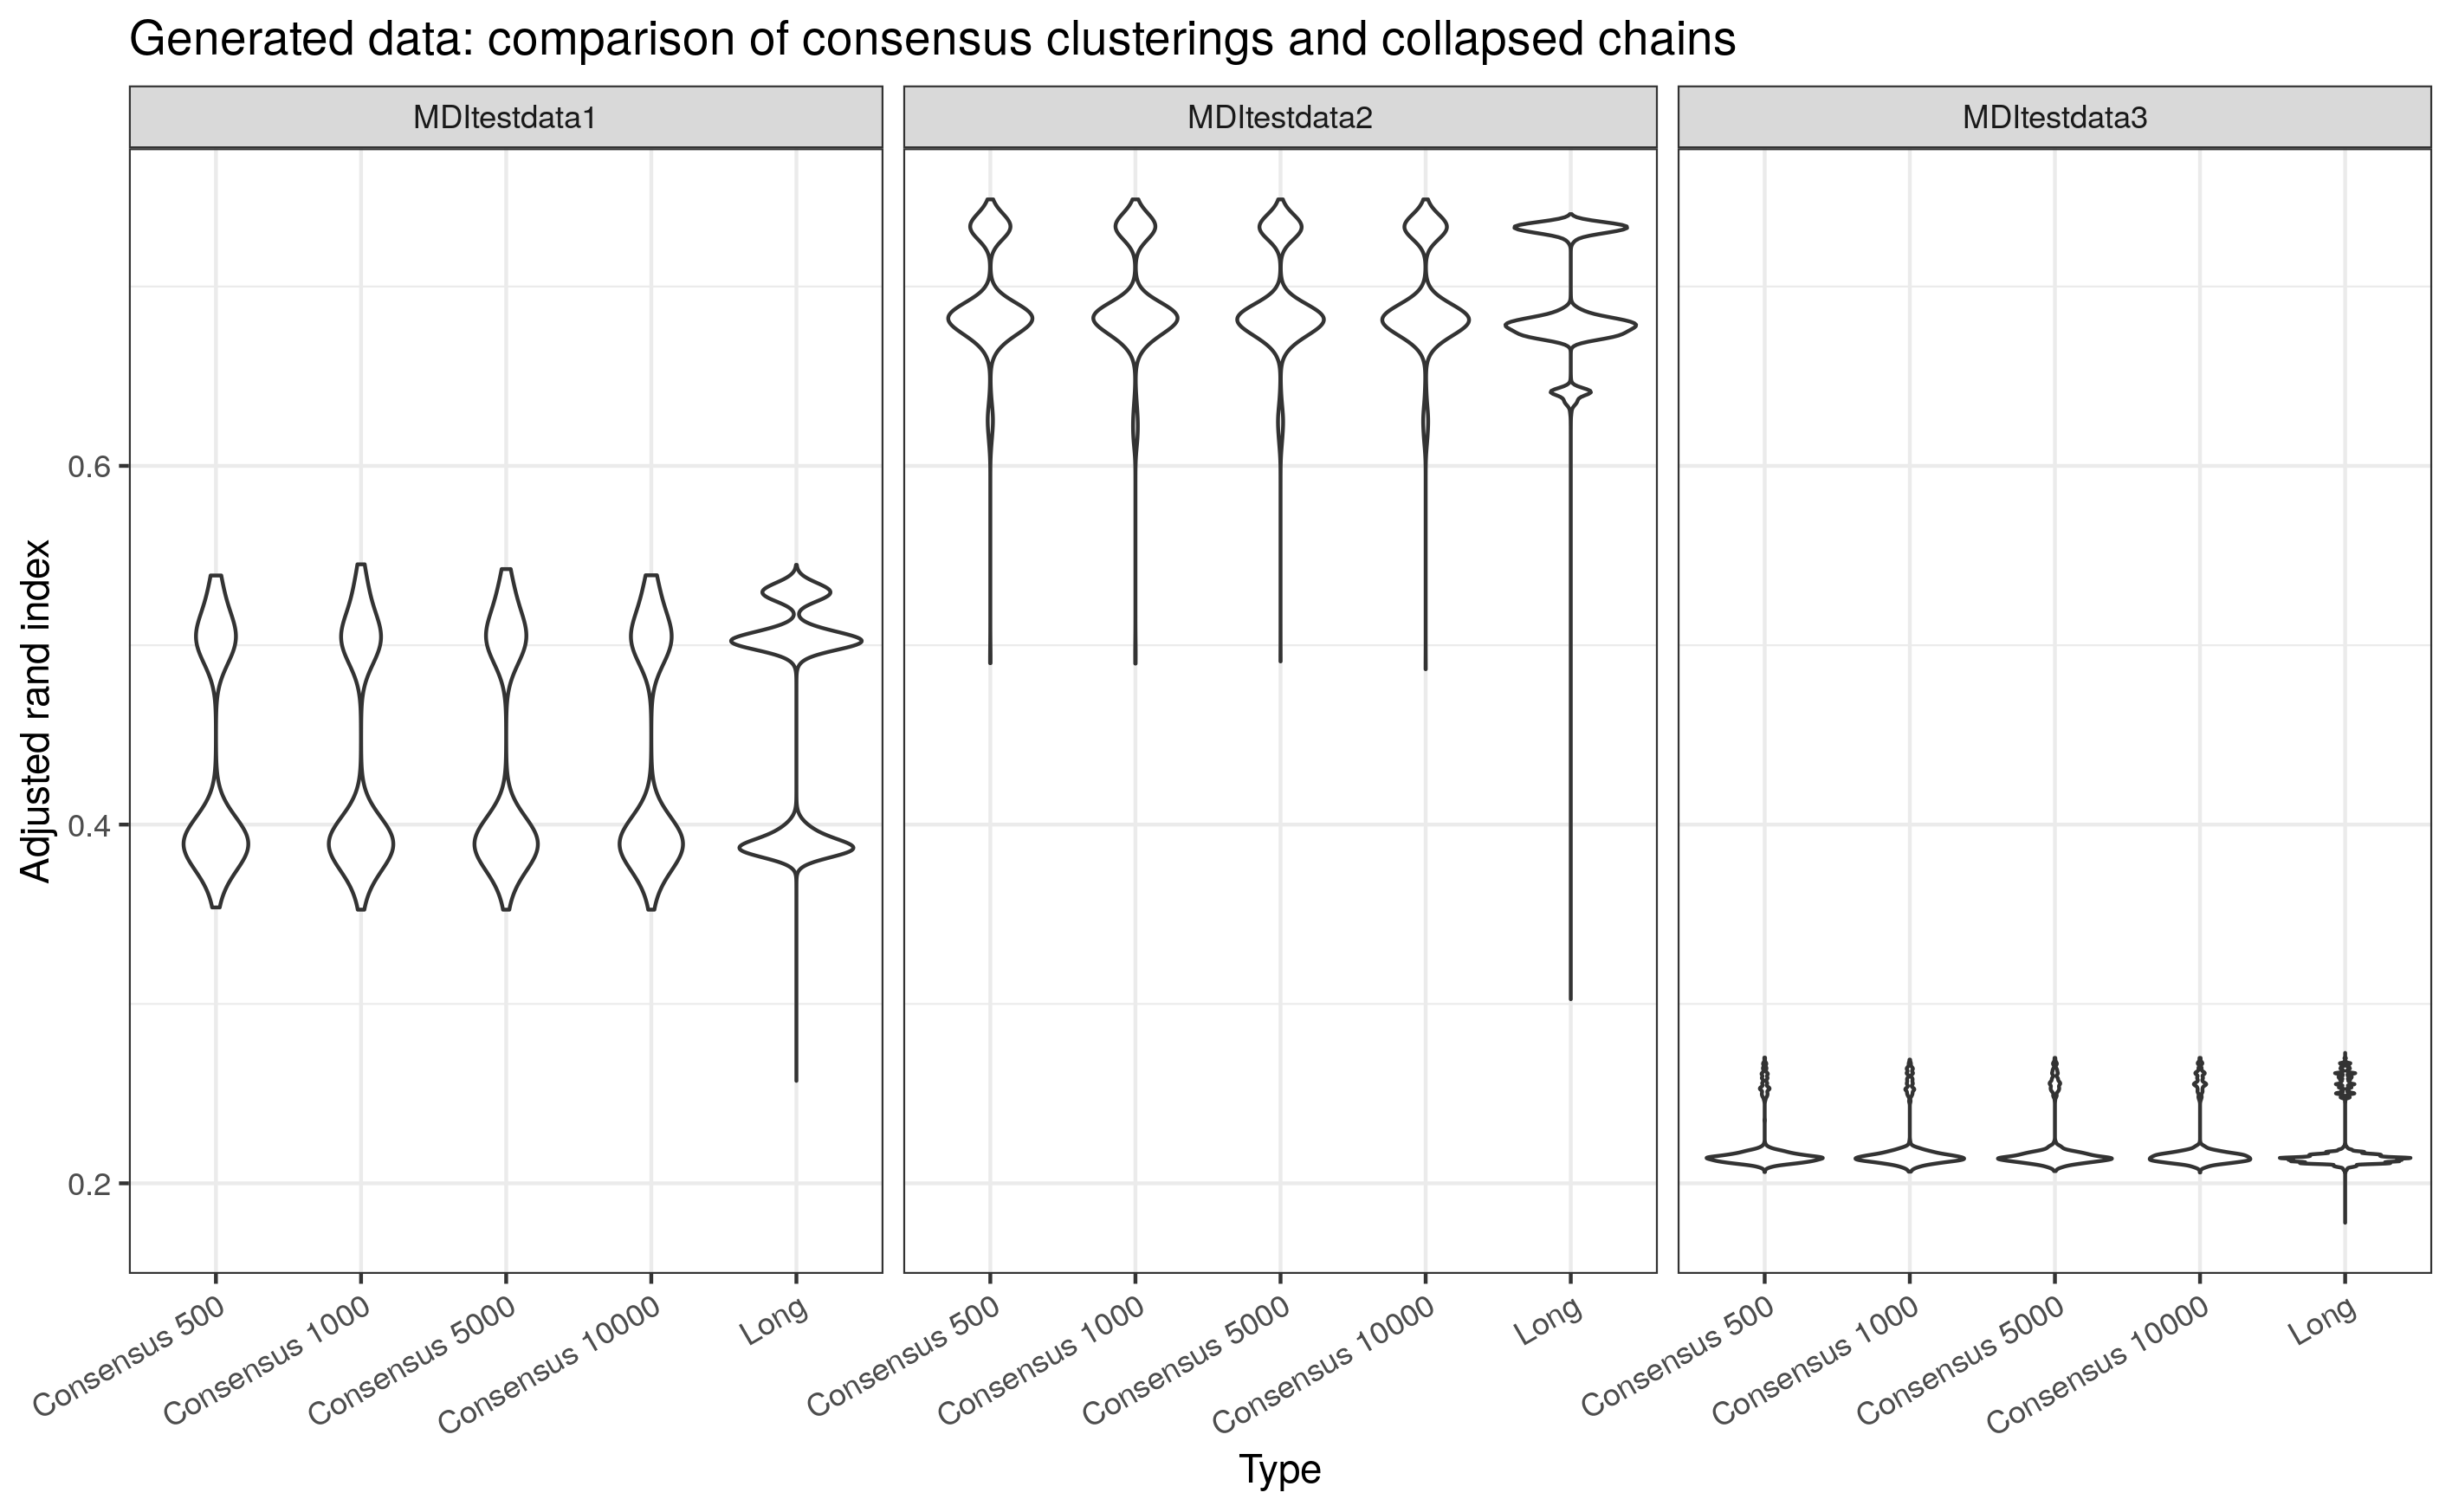 Generated data: comparison of consensus clusterings and collapsed chains
MDItestdata1
MDItestdata2
MDItestdata3
Adjusted rand index
0.6
0.4
0.2
Consensus 500
Consensus 1000
Consensus 5000
Consensus 10000
Long
Consensus 500
Consensus 1000
Consensus 5000
Consensus 10000
Long
Consensus 500
Consensus 1000
Consensus 5000
Consensus 10000
Long
Type